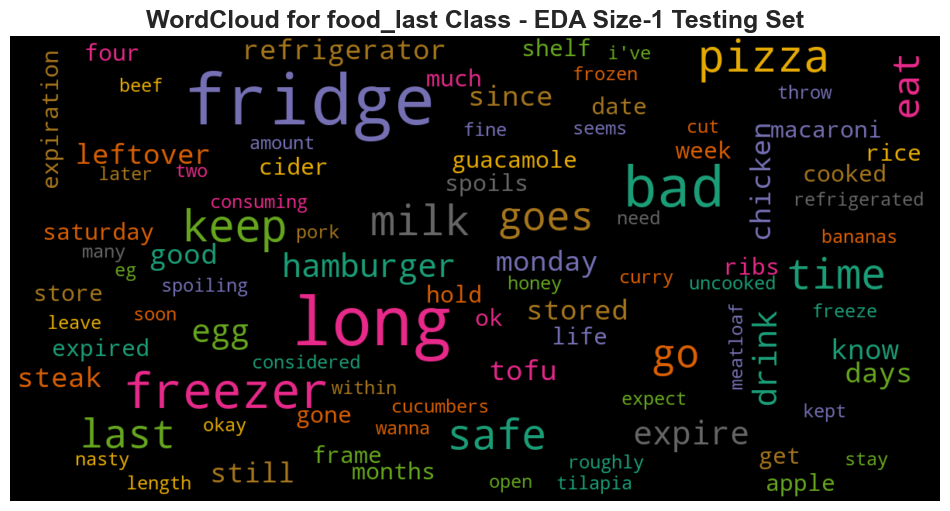 WordCloud for food_last Class - EDA Size-1 Testing Set
four refrigerator shelf i've pizza eat
expiration beef fridge much since frozen date throw
amount fine seems cut macaroni
leftover later two cider guacamole week chicken rice
spoils bad cooked
consuming milk goes need refrigerated
saturday keep pork bananas
many good eg hamburger monday ribs time
spoiling honey curry uncooked
store soon long hold stored freeze
leave egg ok life meatloaf drink
expired considered know
steak freezer within tofu go days
gone cucumbers expect kept
last okay wanna safe expire
nasty still frame roughly get stay
length months open tilapia apple